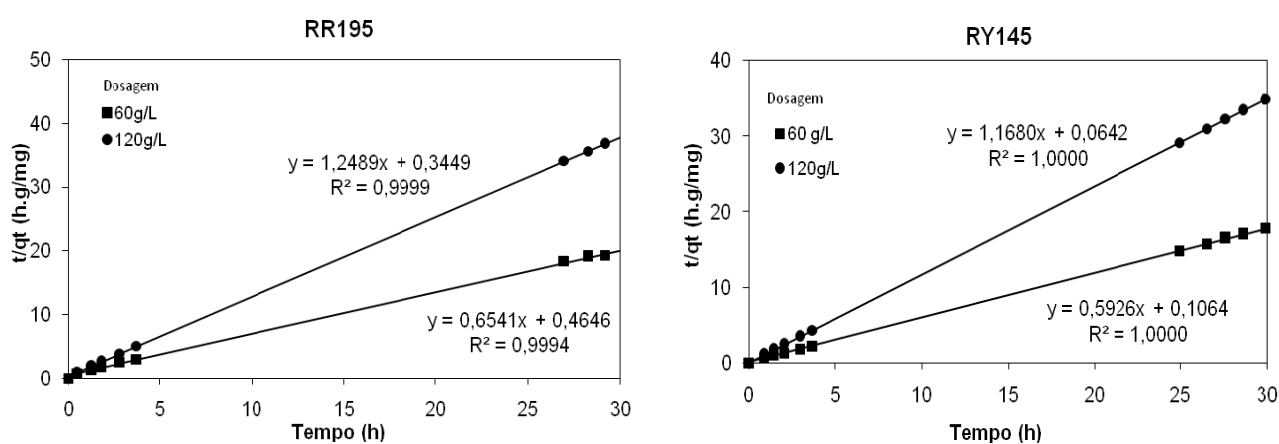 RR195
50
40
30
20
10
0
t/qt (h.g/mg)
Dosagem
60g/L
120g/L
y = 1,2489x + 0,3449
R² = 0,9999
y = 0,6541x + 0,4646
R² = 0,9994
0 5 10 15 20 25 30
Tempo (h)
RY145
40
30
20
10
0
t/qt (h.g/mg)
Dosagem
60 g/L
120g/L
y = 1,1680x + 0,0642
R² = 1,0000
y = 0,5926x + 0,1064
R² = 1,0000
0 5 10 15 20 25 30
Tempo (h)